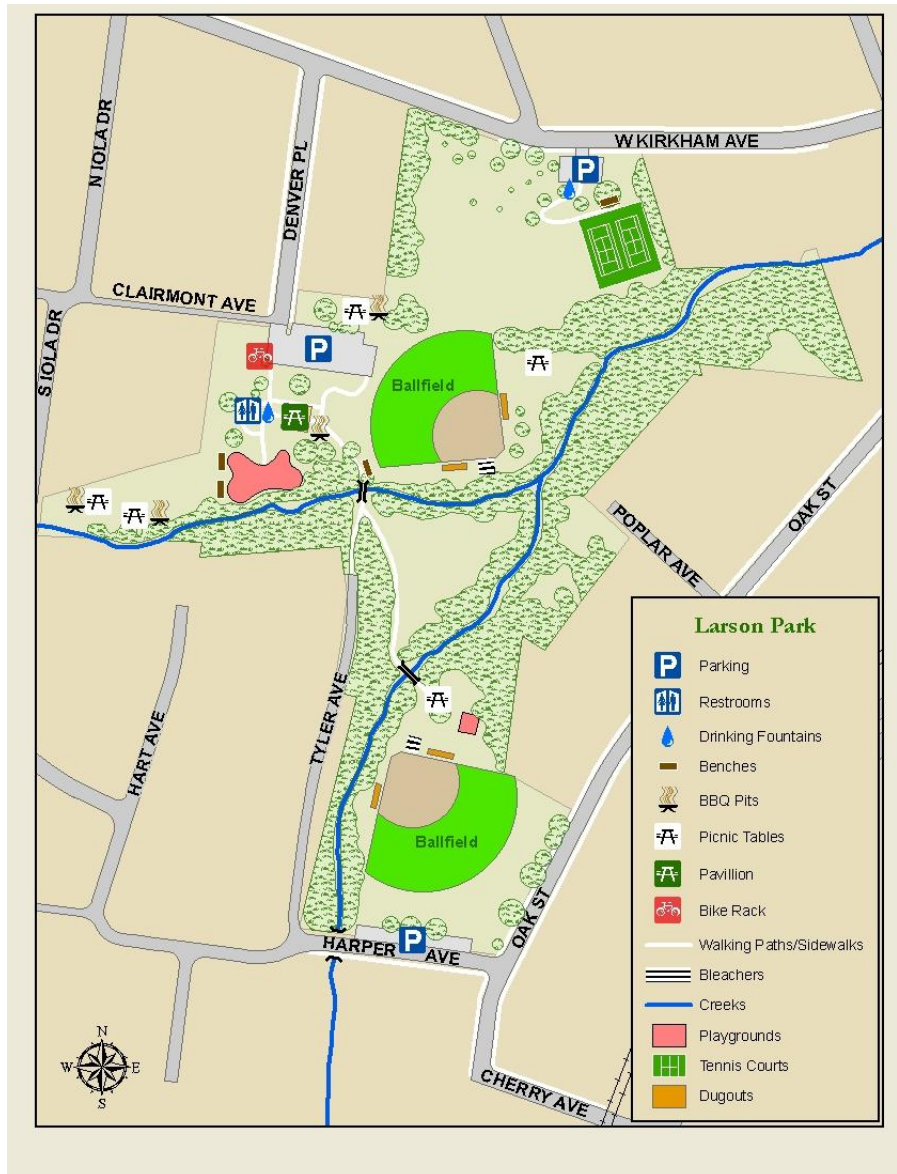 W KIRKHAM AVE
N IOLA DR
DENVER PL
P
CLAIRMONT AVE
S IOLA DR
P
Ballfield
OAK ST
POPLAR AVE
TYLER AVE
HART AVE
Ballfield
OAK ST
HARPER AVE
P
CHERRY AVE
N
W E
S
Larson Park
P Parking
Restrooms
Drinking Fountains
Benches
BBQ Pits
Picnic Tables
Pavillion
Bike Rack
Walking Paths/Sidewalks
Bleachers
Creeks
Playgrounds
Tennis Courts
Dugouts